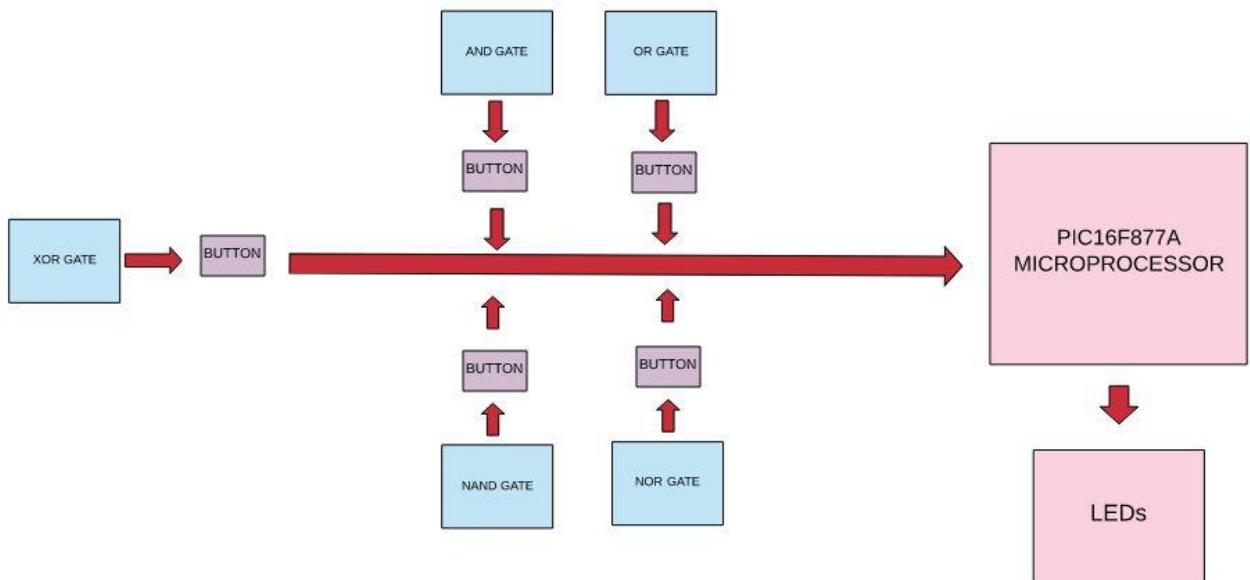 AND GATE
OR GATE
BUTTON
BUTTON
XOR GATE
BUTTON
PIC16F877A
MICROPROCESSOR
BUTTON
BUTTON
NAND GATE
NOR GATE
LEDs